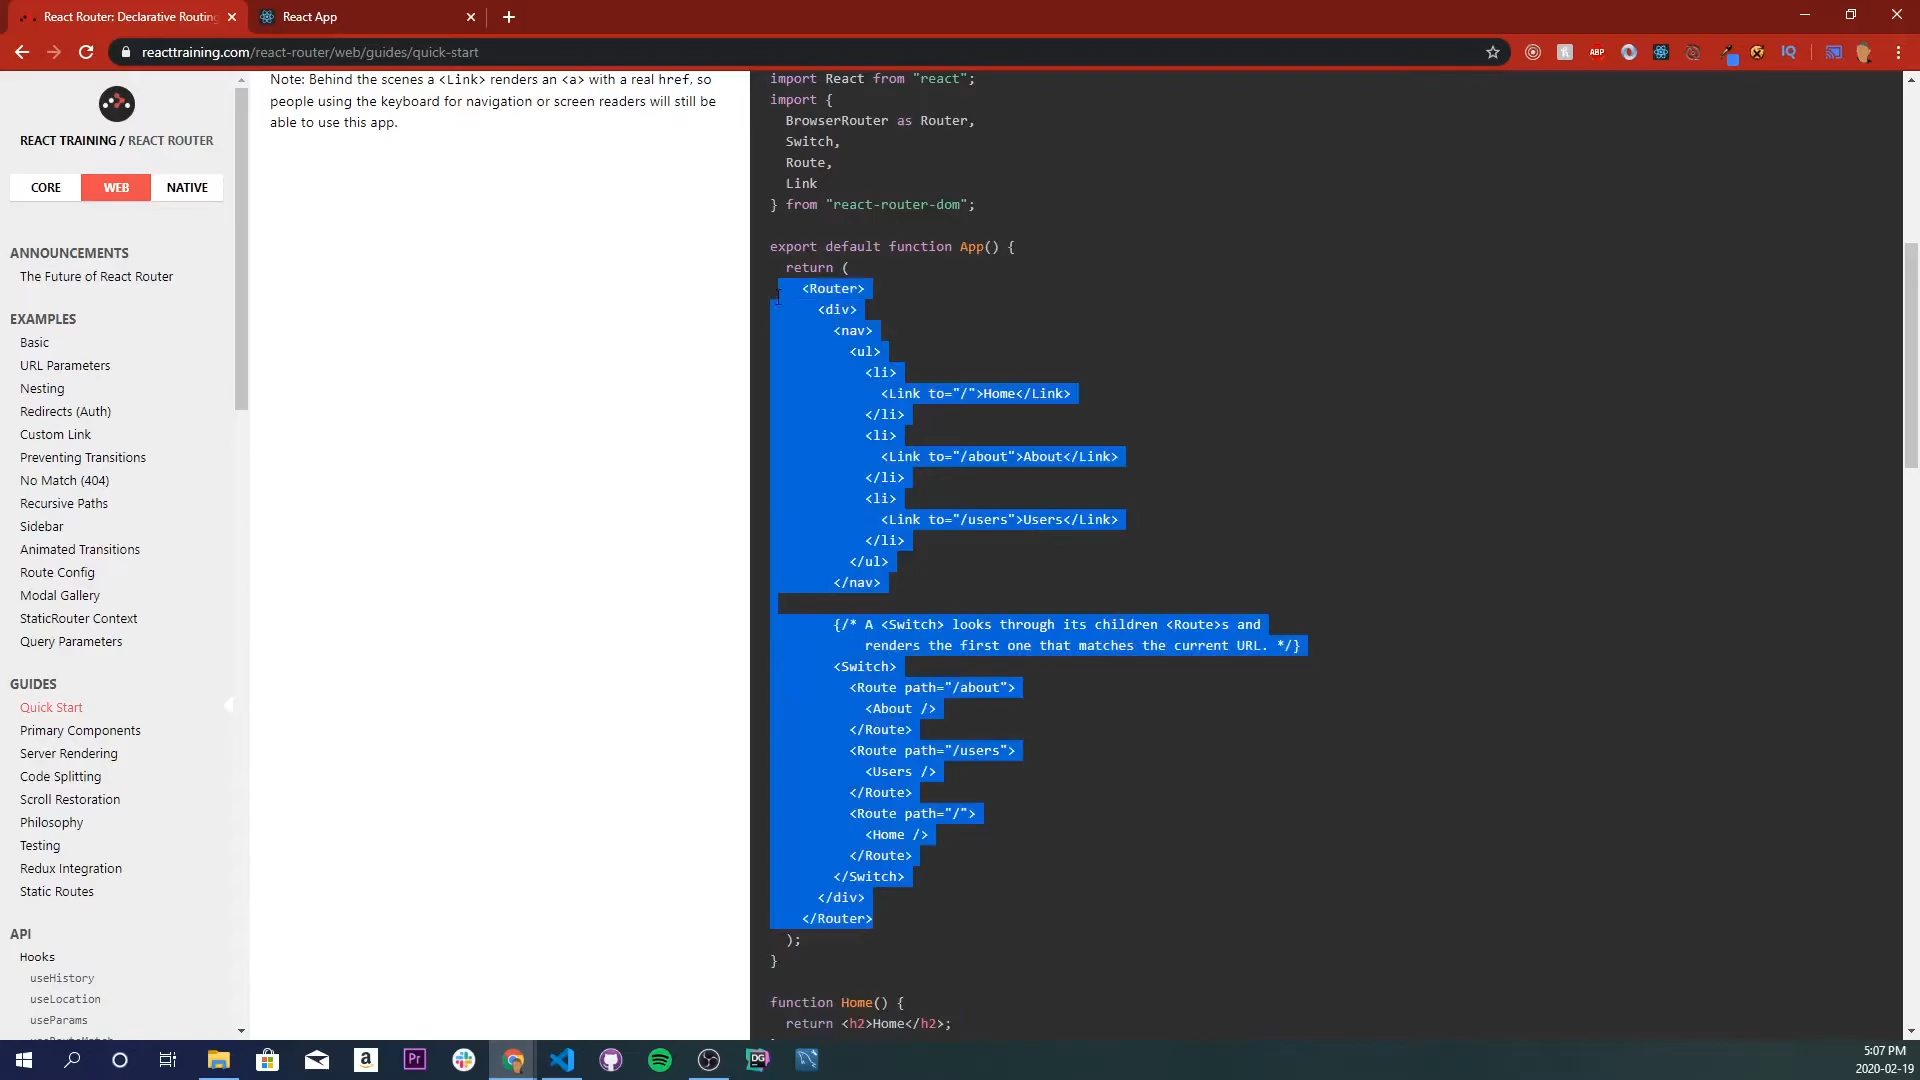 React Router: Declarative Routing
React App
reacttraining.com/react-router/web/guides/quick-start
ABP
IQ
REACT TRAINING / REACT ROUTER
CORE
WEB
NATIVE
ANNOUNCEMENTS
The Future of React Router
EXAMPLES
Basic
URL Parameters
Nesting
Redirects (Auth)
Custom Link
Preventing Transitions
No Match (404)
Recursive Paths
Sidebar
Animated Transitions
Route Config
Modal Gallery
StaticRouter Context
Query Parameters
GUIDES
Quick Start
Primary Components
Server Rendering
Code Splitting
Scroll Restoration
Philosophy
Testing
Redux Integration
Static Routes
API
Hooks
useHistory
useLocation
useParams
Note: Behind the scenes a <Link> renders an <a> with a real href, so
people using the keyboard for navigation or screen readers will still be
able to use this app.
import React from "react";
import {
BrowserRouter as Router,
Switch,
Route,
Link
} from "react-router-dom";
export default function App() {
return (
<Router>
<div>
<nav>
<ul>
<li>
<Link to="/">Home</Link>
</li>
<li>
<Link to="/about">About</Link>
</li>
<li>
<Link to="/users">Users</Link>
</li>
</ul>
</nav>
{/* A <Switch> looks through its children <Route>s and
renders the first one that matches the current URL. */}
<Switch>
<Route path="/about">
<About />
</Route>
<Route path="/users">
<Users />
</Route>
<Route path="/">
<Home />
</Route>
</Switch>
</div>
</Router>
);
}
function Home() {
return <h2>Home</h2>;
a
Pr
DG
5:07 PM
2020-02-19